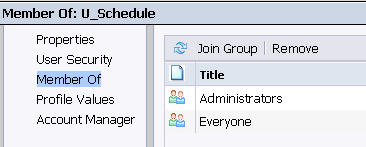 Member Of: U_Schedule
Properties
User Security
Member Of
Profile Values
Account Manager
Join Group | Remove
Title
Administrators
Everyone